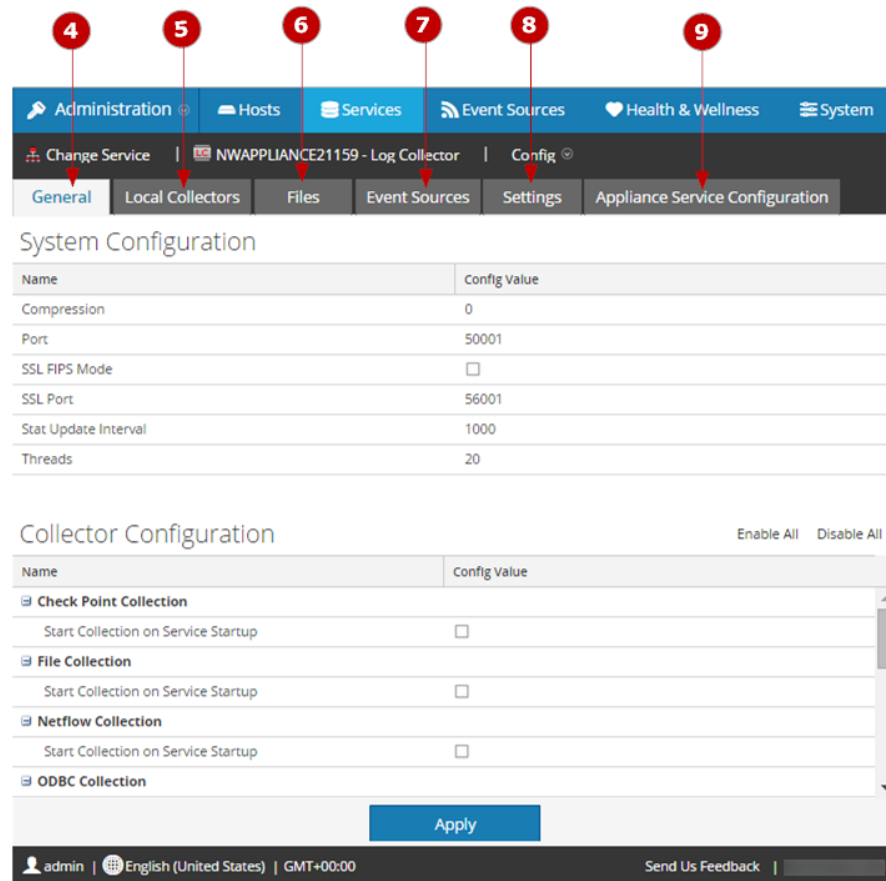 4 5 6 7 8 9
Administration Hosts Services Event Sources Health & Wellness System
Change Service | LC NWAPPLIANCE21159 - Log Collector | Config
General Local Collectors Files Event Sources Settings Appliance Service Configuration
System Configuration
Name Config Value
Compression 0
Port 50001
SSL FIPS Mode
SSL Port 56001
Stat Update Interval 1000
Threads 20
Collector Configuration Enable All Disable All
Name Config Value
Check Point Collection
Start Collection on Service Startup
File Collection
Start Collection on Service Startup
Netflow Collection
Start Collection on Service Startup
ODBC Collection
Apply
admin | English (United States) | GMT+00:00 Send Us Feedback |